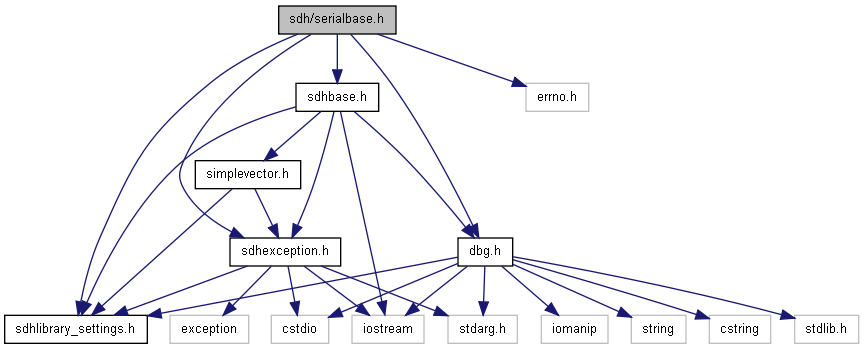 sdh/serialbase.h
sdhbase.h
errno.h
simplevector.h
sdhexception.h
dbg.h
sdhlibrary_settings.h
exception
cstdio
iostream
stdarg.h
iomanip
string
cstring
stdlib.h